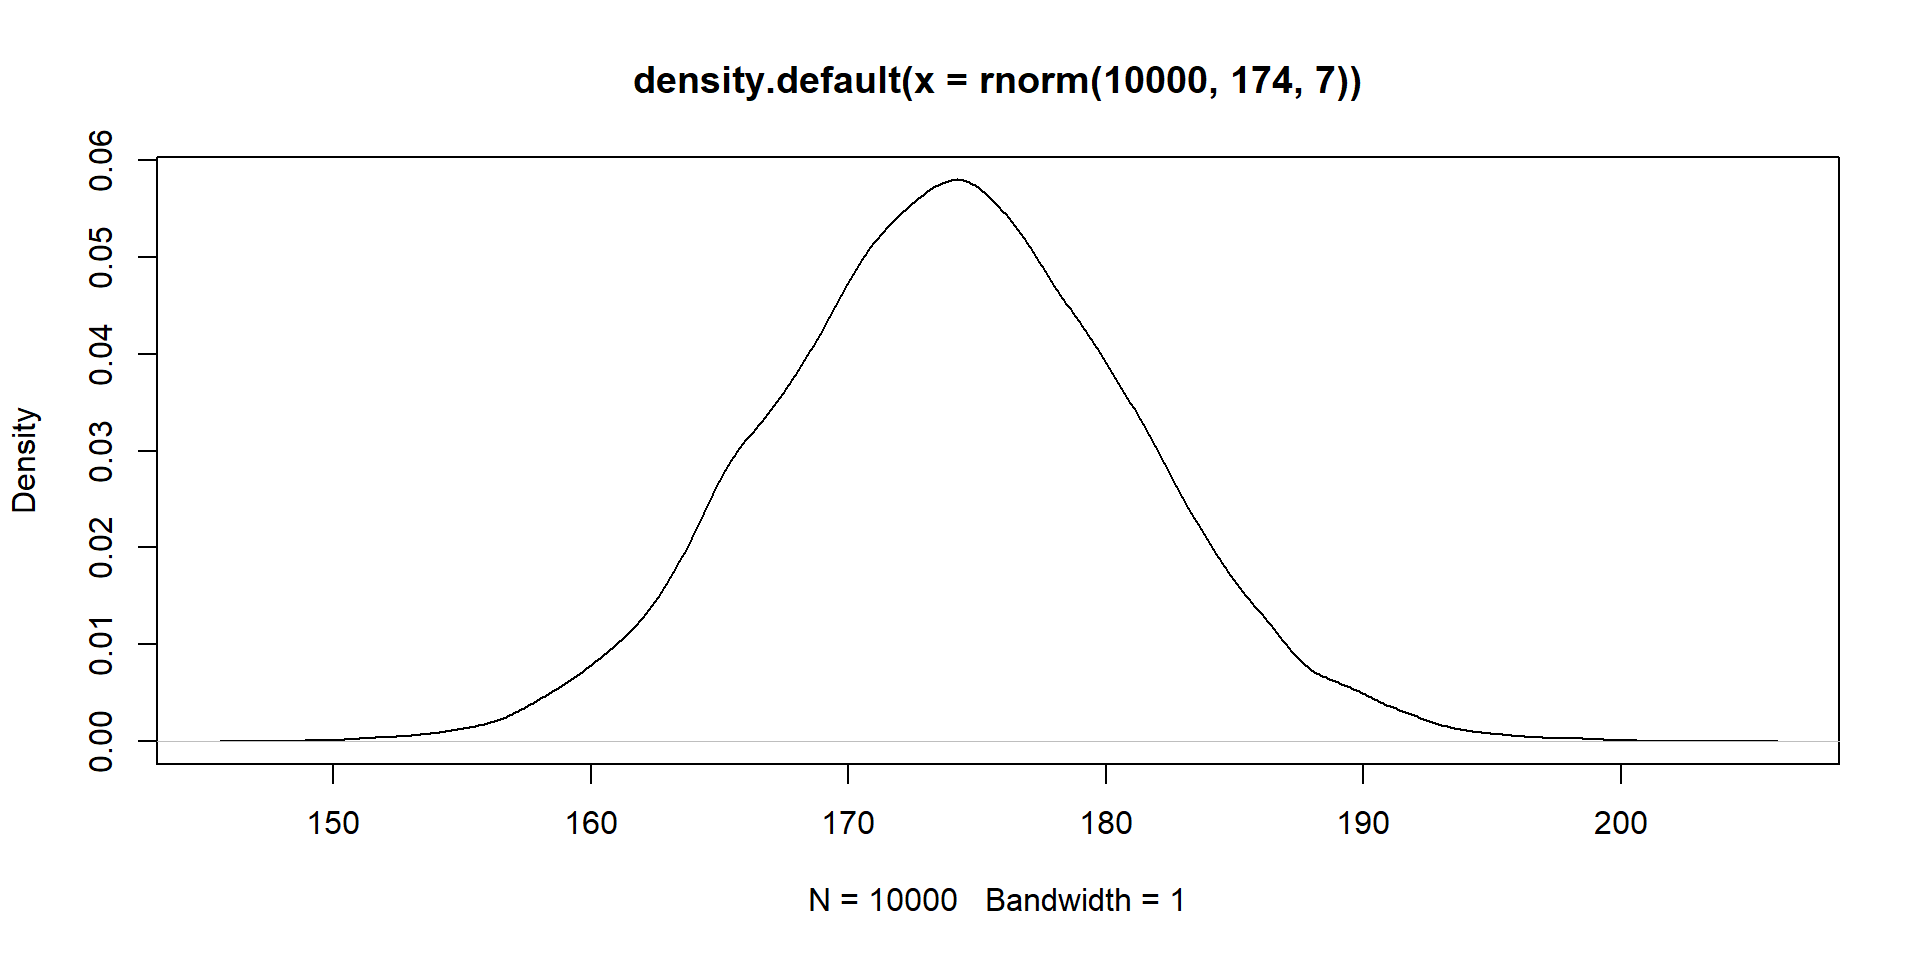 density.default(x = rnorm(10000, 174, 7))
Density
0.06
0.05
0.04
0.03
0.02
0.01
0.00
150 160 170 180 190 200
N = 10000 Bandwidth = 1